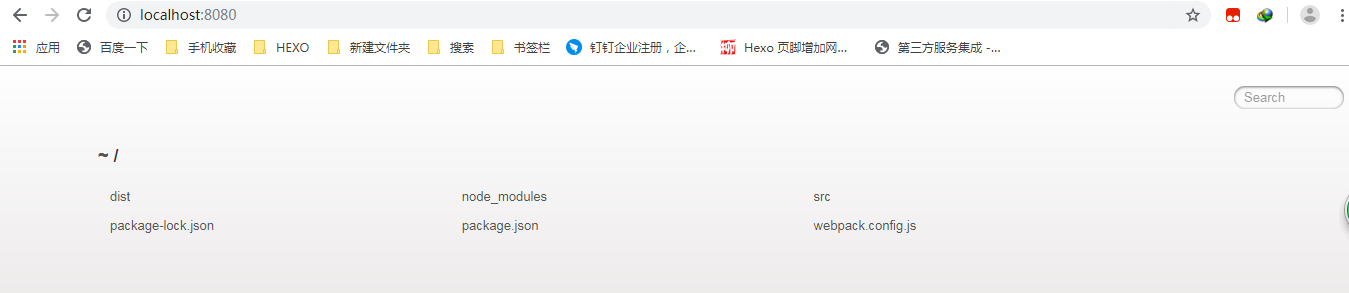 localhost:8080
应用 百度一下 手机收藏 HEXO 新建文件夹 搜索 书签栏 钉钉企业注册，企... Hexo 页脚增加网... 第三方服务集成 -...
Search
~ /
dist node_modules src
package-lock.json package.json webpack.config.js